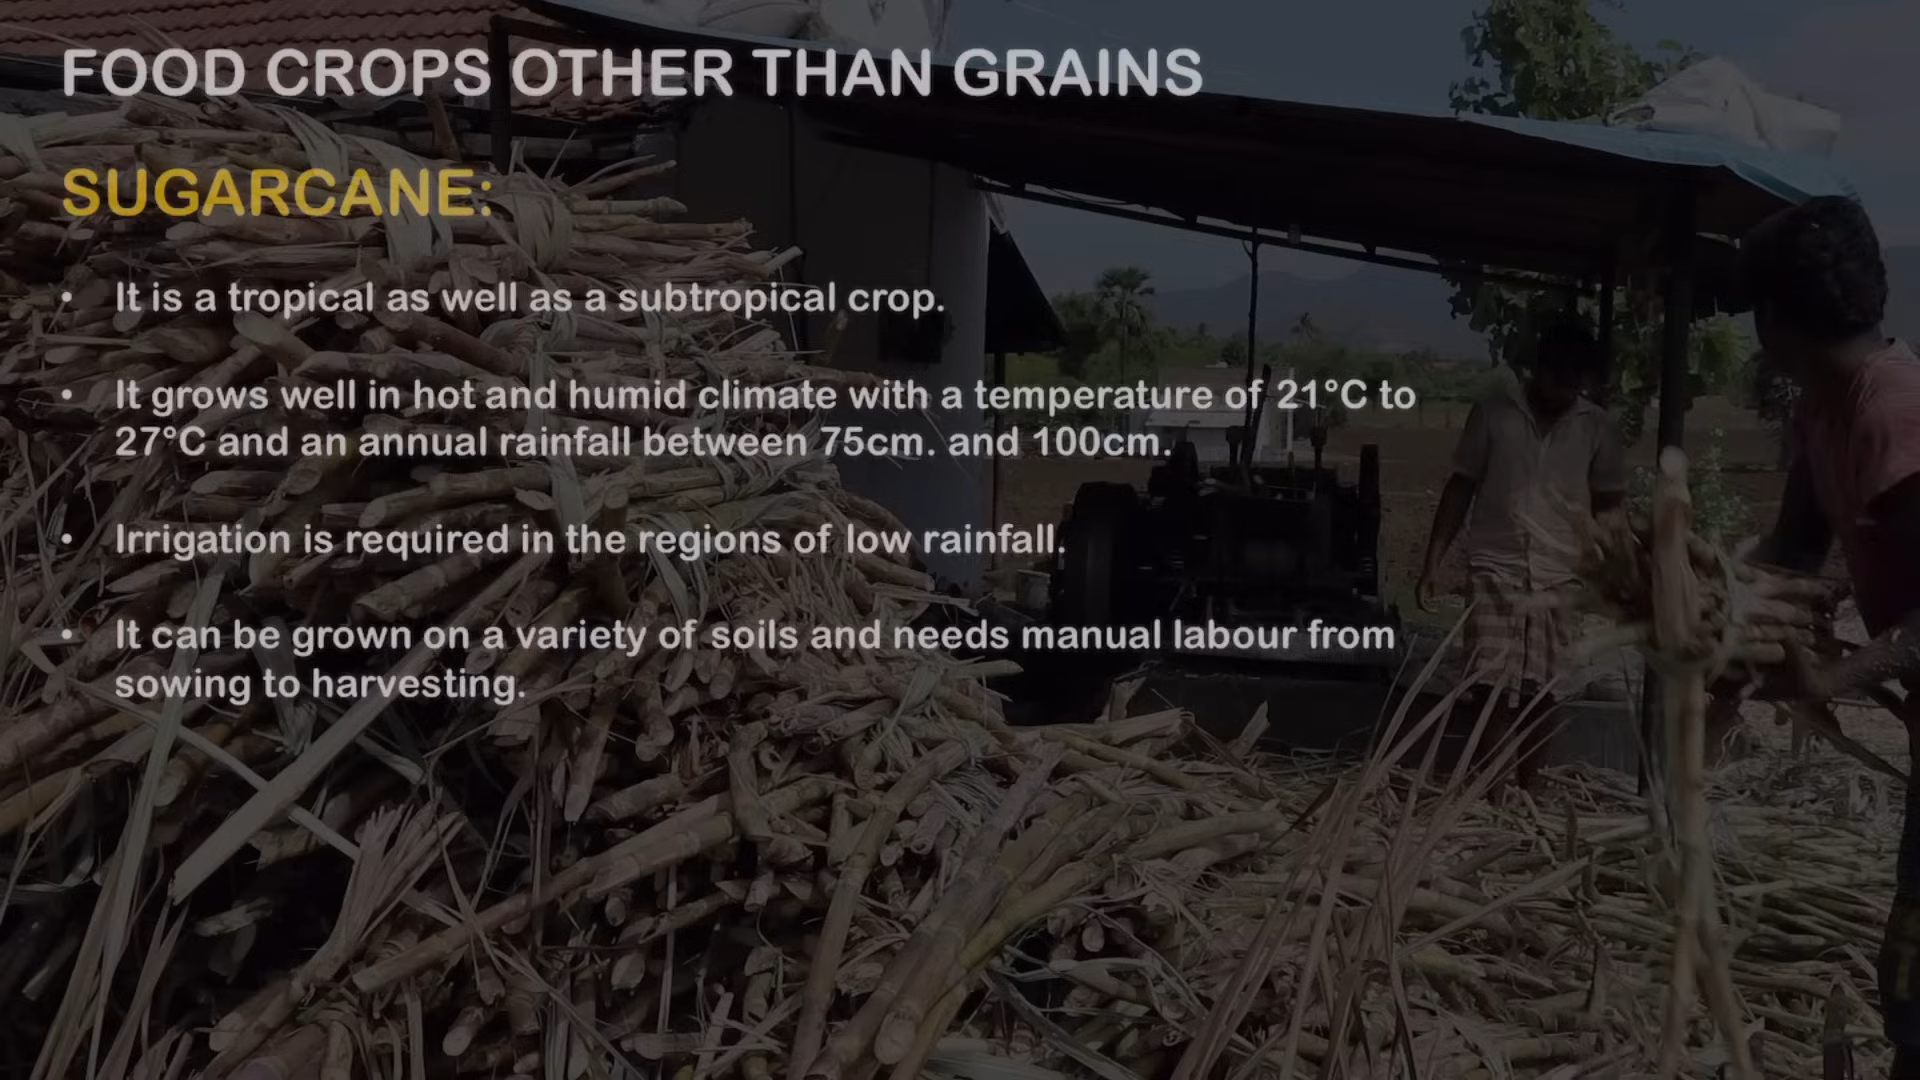 FOOD CROPS OTHER THAN GRAINS
SUGARCANE:
• It is a tropical as well as a subtropical crop.
• It grows well in hot and humid climate with a temperature of 21°C to
27°C and an annual rainfall between 75cm. and 100cm.
• Irrigation is required in the regions of low rainfall.
• It can be grown on a variety of soils and needs manual labour from
sowing to harvesting.